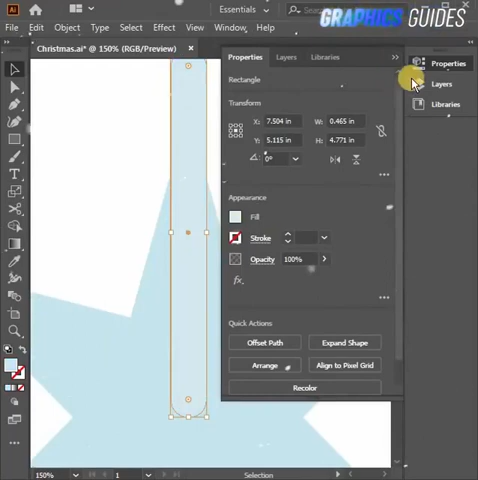 Ai
Essentials
GRAPHICS GUIDES
File Edit Object Type Select Effect View Window Help
Christmas.ai* @ 150% (RGB/Preview) ×
Properties Layers Libraries
Properties
Layers
Libraries
Rectangle
Transform
X: 7.504 in W: 0.465 in
Y: 5.115 in H: 4.771 in
0°
Appearance
Fill
Stroke
Opacity 100%
fx.
Quick Actions
Offset Path Expand Shape
Arrange Align to Pixel Grid
Recolor
150% 1 Selection